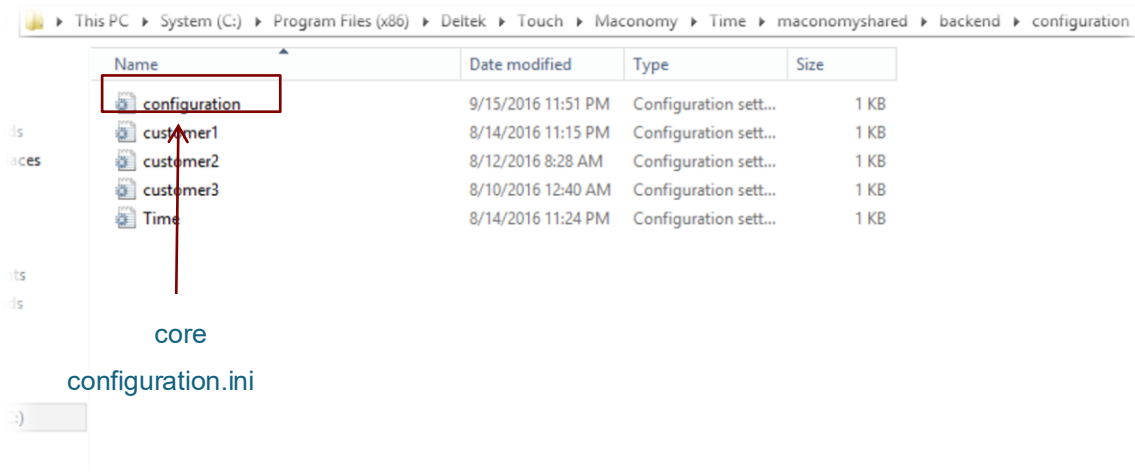 This PC System (C:) Program Files (x86) Deltek Touch Maconomy Time maconomyshared backend configuration
Name Date modified Type Size
configuration 9/15/2016 11:51 PM Configuration sett... 1 KB
customer1 8/14/2016 11:15 PM Configuration sett... 1 KB
customer2 8/12/2016 8:28 AM Configuration sett... 1 KB
customer3 8/10/2016 12:40 AM Configuration sett... 1 KB
Time 8/14/2016 11:24 PM Configuration sett... 1 KB
core
configuration.ini